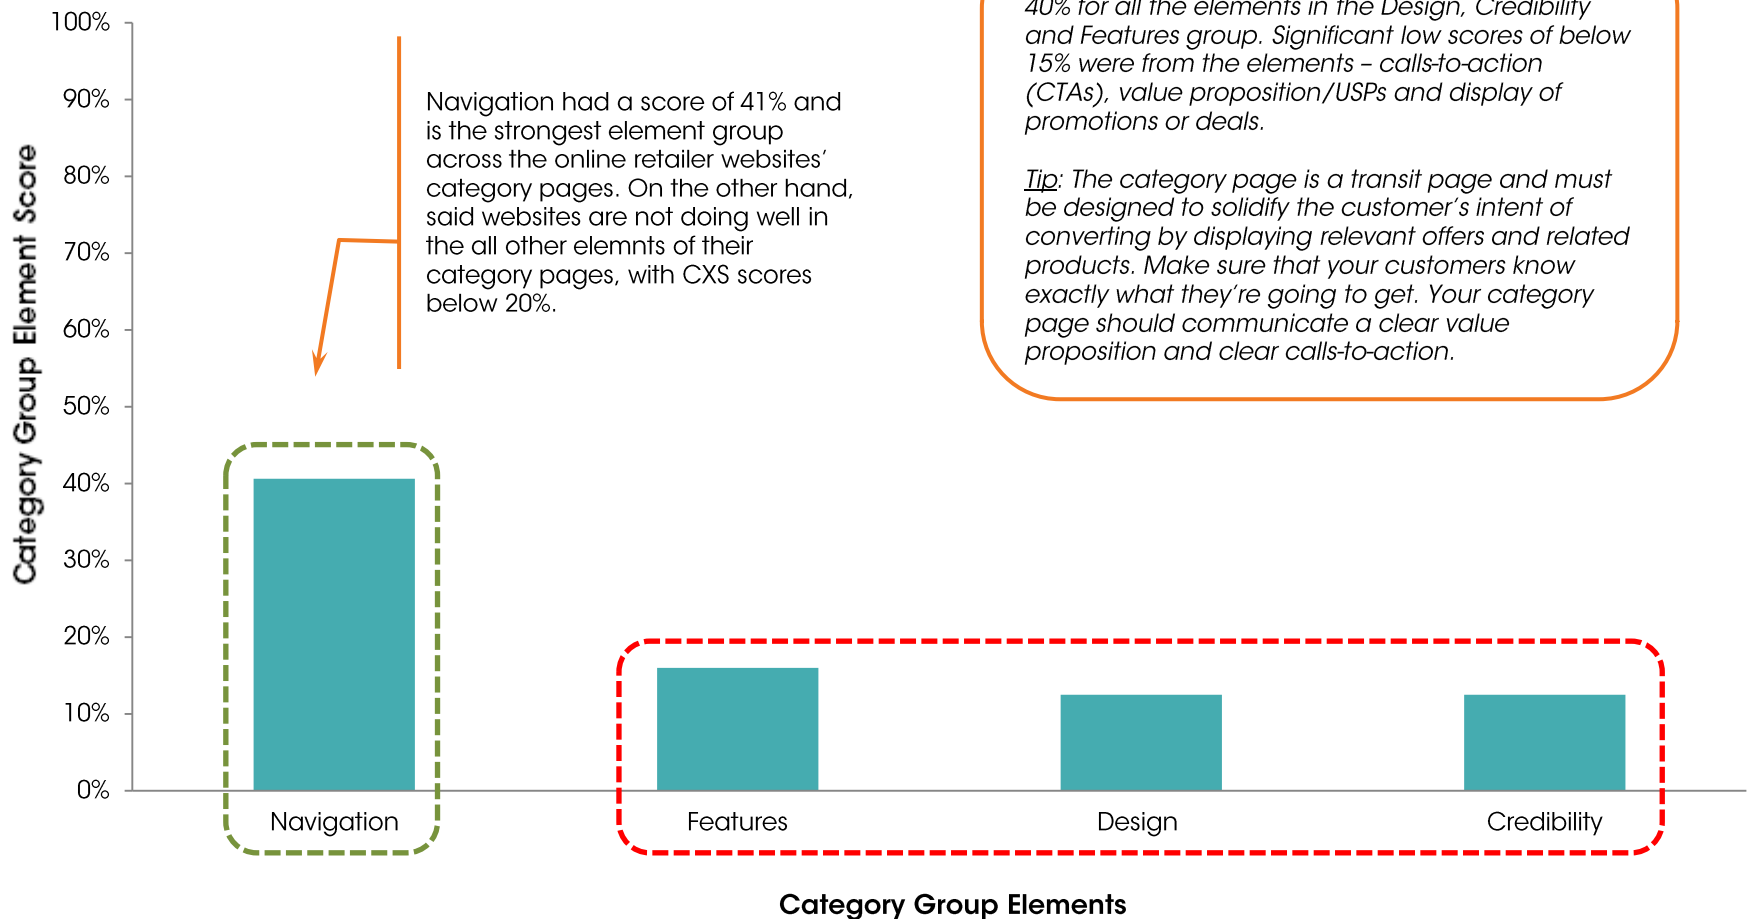 40% for all the elements in the Design, Credibility
and Features group. Significant low scores of below
15% were from the elements – calls-to-action
(CTAs), value proposition/USPs and display of
promotions or deals.
Tip: The category page is a transit page and must
be designed to solidify the customer's intent of
converting by displaying relevant offers and related
products. Make sure that your customers know
exactly what they're going to get. Your category
page should communicate a clear value
proposition and clear calls-to-action.
Navigation had a score of 41% and
is the strongest element group
across the online retailer websites'
category pages. On the other hand,
said websites are not doing well in
the all other elemnts of their
category pages, with CXS scores
below 20%.
Category Group Element Score
100%
90%
80%
70%
60%
50%
40%
30%
20%
10%
0%
Navigation
Features
Design
Credibility
Category Group Elements